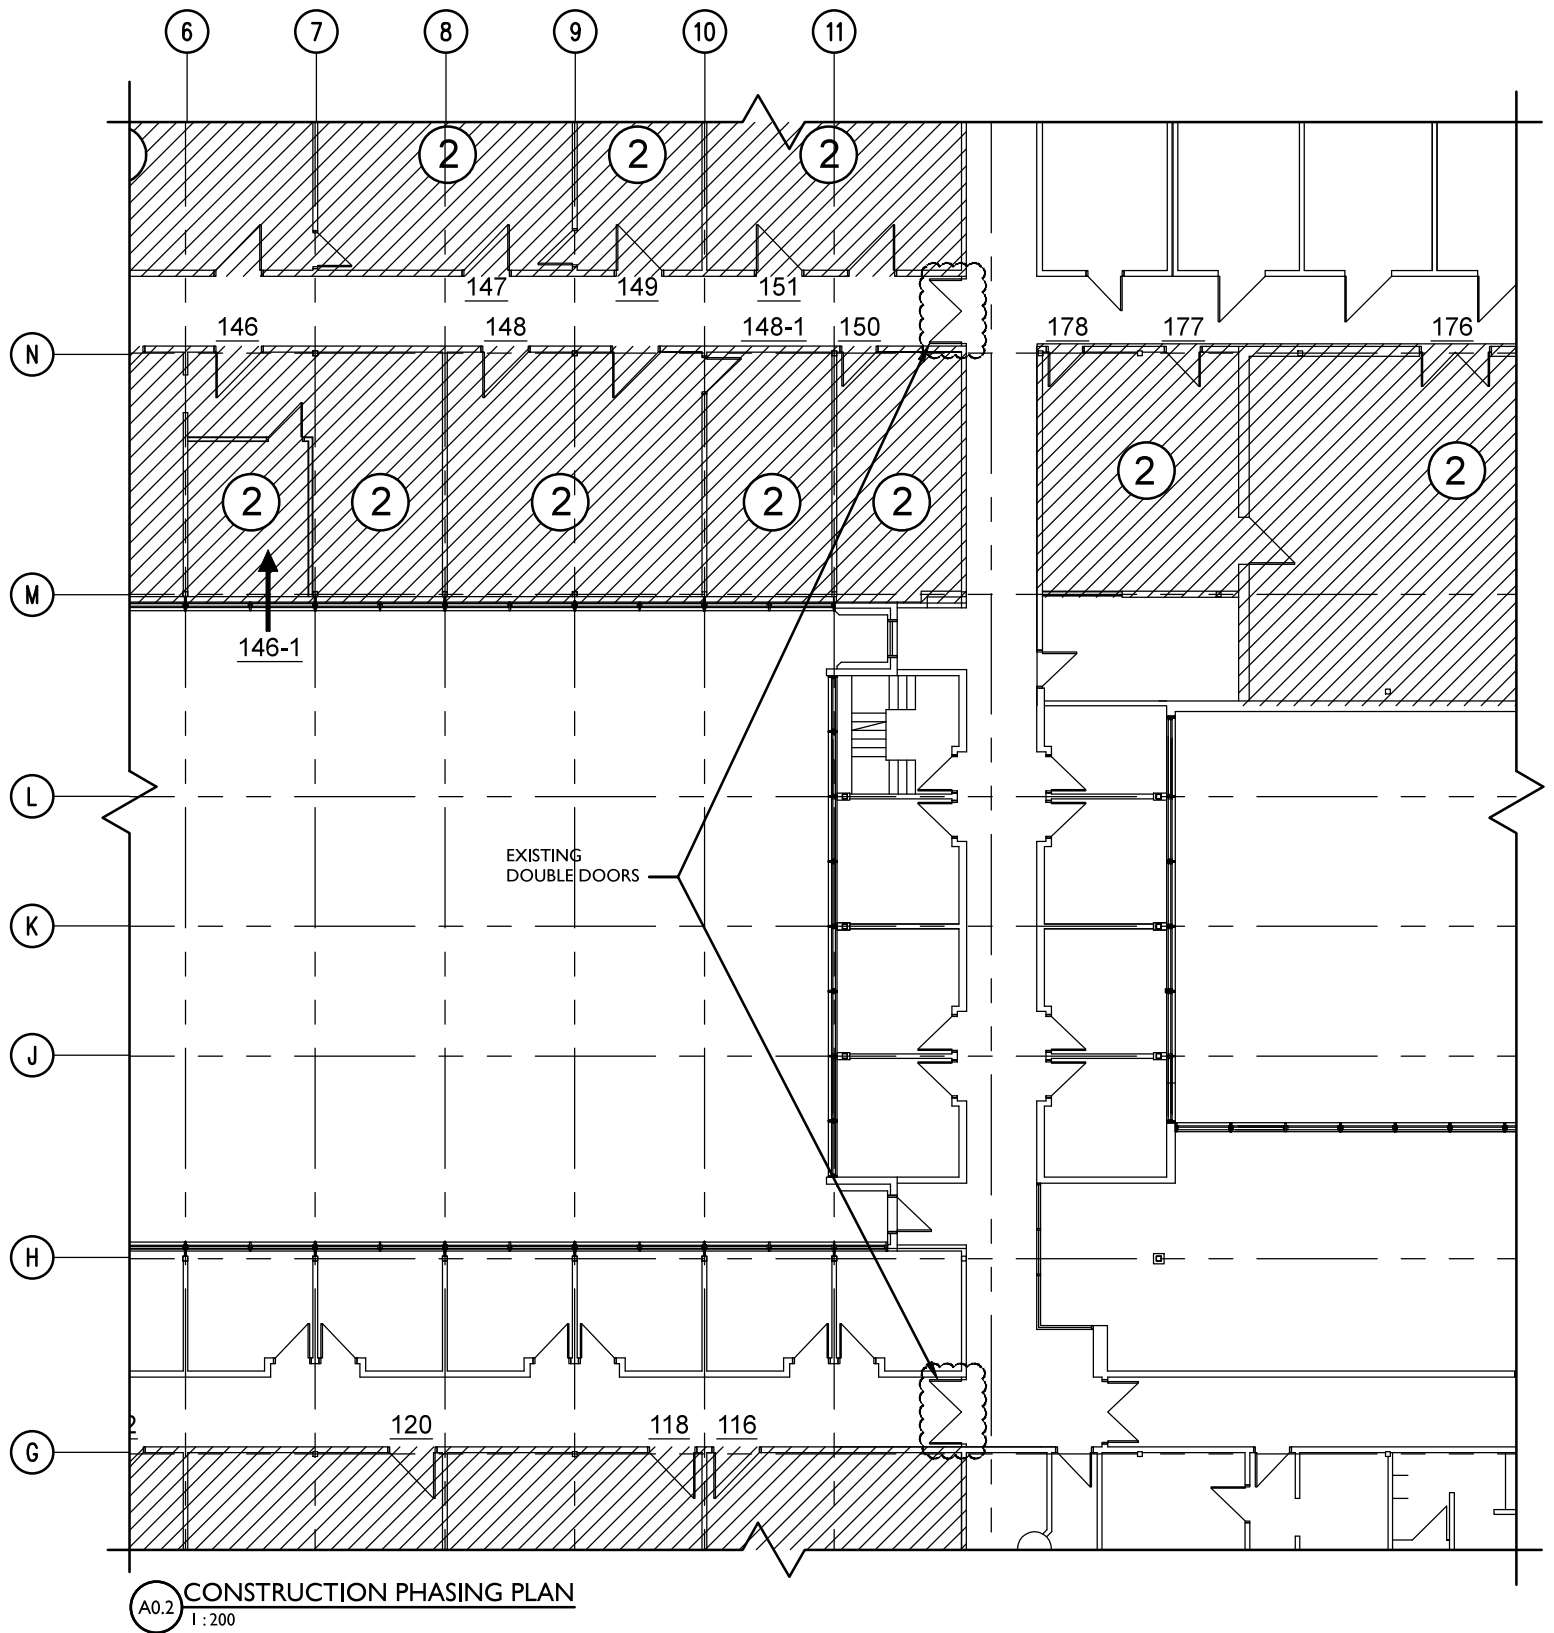 6 7 8 9 10 11
2 2 2
147 149 151
146 148 148-1 150 178 177 176
N
2 2
2 2 2 2 2
M
146-1
L
EXISTING
DOUBLE DOORS
K
J
H
120 118 116
G
CONSTRUCTION PHASING PLAN
A0.2
1 : 200